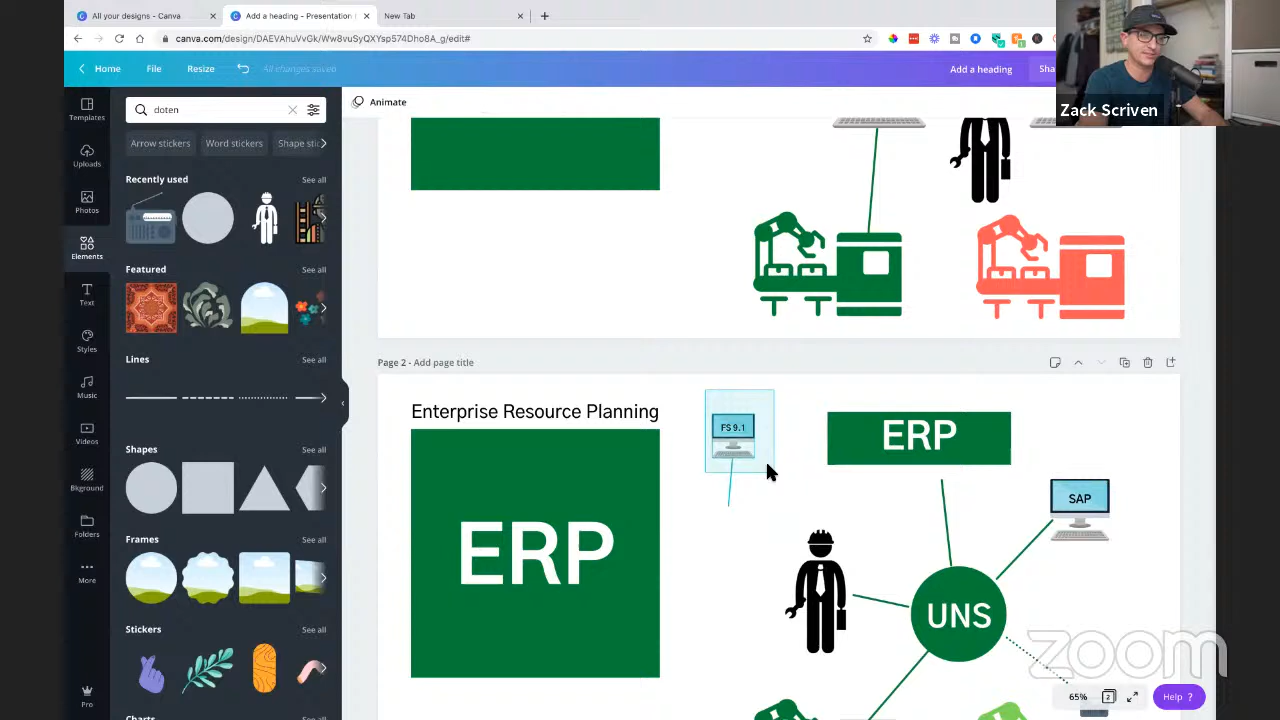 All your designs - Canva
Add a heading - Presentation
New Tab
canva.com/design/DAEVAhuVvGk/Ww8vuSyQXYsp574Dho8A_g/edit#
Home
File
Resize
All changes saved
Add a heading
Sha
Zack Scriven
Templates
Uploads
Photos
Elements
Text
Styles
Music
Videos
Bkground
Folders
More
Pro
doten
Arrow stickers
Word stickers
Shape stic
Recently used
See all
Featured
See all
Lines
See all
Shapes
See all
Frames
See all
Stickers
See all
Charts
See all
Animate
Page 2 - Add page title
Enterprise Resource Planning
ERP
FS 9.1
ERP
SAP
UNS
zoom
65%
2
Help ?